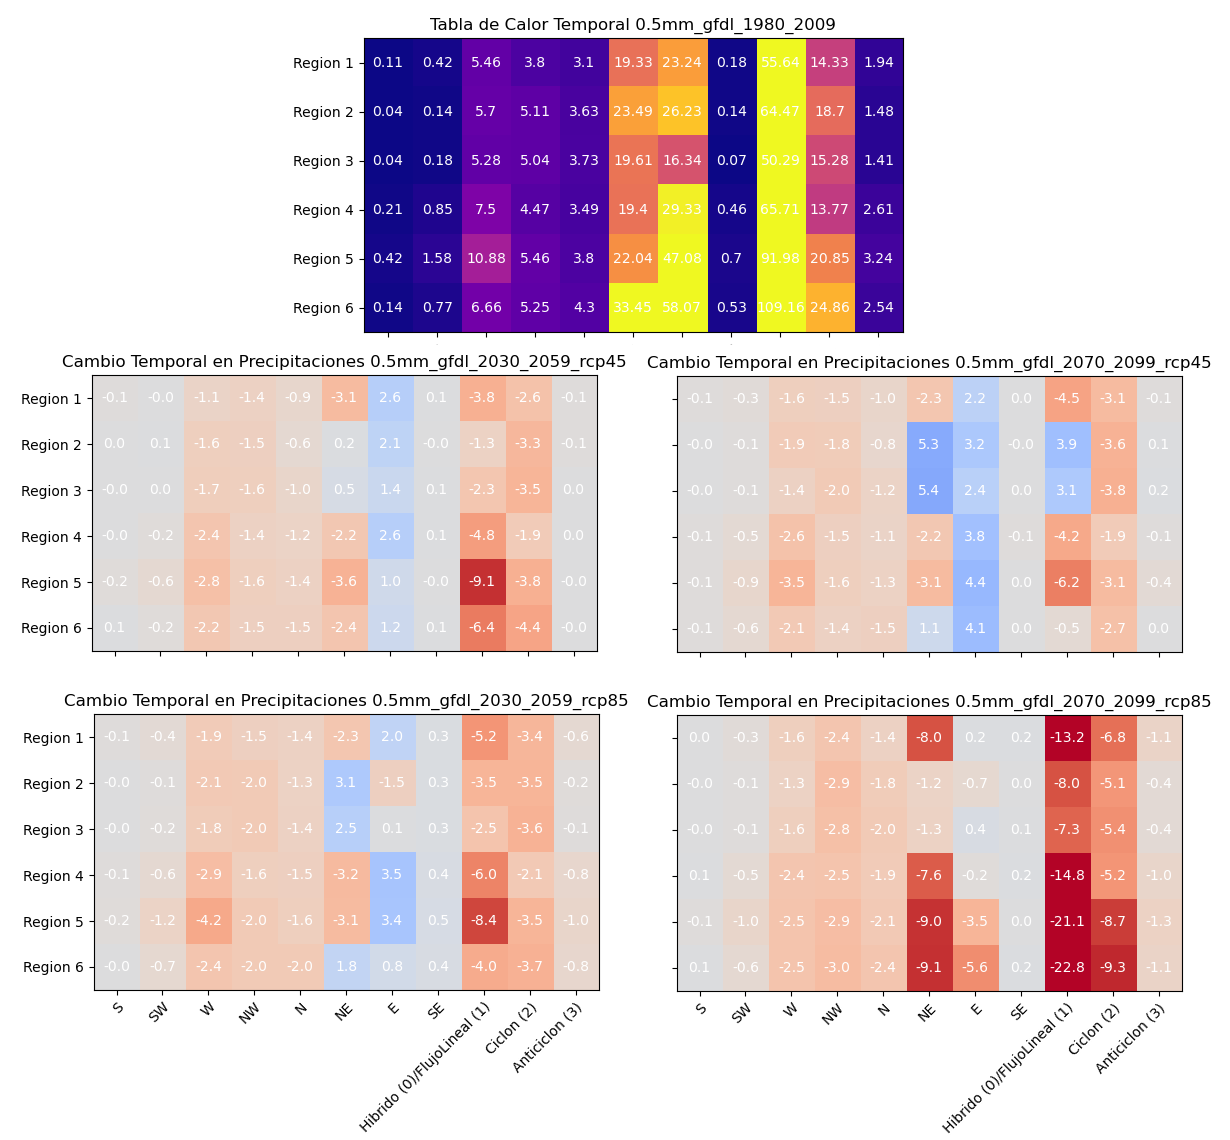 Tabla de Calor Temporal 0.5mm_gfdl_1980_2009
Region 1 0.11 0.42 5.46 3.8 3.1 19.33 23.24 0.18 55.64 14.33 1.94
Region 2 0.04 0.14 5.7 5.11 3.63 23.49 26.23 0.14 64.47 18.7 1.48
Region 3 0.04 0.18 5.28 5.04 3.73 19.61 16.34 0.07 50.29 15.28 1.41
Region 4 0.21 0.85 7.5 4.47 3.49 19.4 29.33 0.46 65.71 13.77 2.61
Region 5 0.42 1.58 10.88 5.46 3.8 22.04 47.08 0.7 91.98 20.85 3.24
Region 6 0.14 0.77 6.66 5.25 4.3 33.45 58.07 0.53 109.16 24.86 2.54
Cambio Temporal en Precipitaciones 0.5mm_gfdl_2030_2059_rcp45
Region 1 -0.1 -0.0 -1.1 -1.4 -0.9 -3.1 2.6 0.1 -3.8 -2.6 -0.1
Region 2 0.0 0.1 -1.6 -1.5 -0.6 0.2 2.1 -0.0 -1.3 -3.3 -0.1
Region 3 -0.0 0.0 -1.7 -1.6 -1.0 0.5 1.4 0.1 -2.3 -3.5 0.0
Region 4 -0.0 -0.2 -2.4 -1.4 -1.2 -2.2 2.6 0.1 -4.8 -1.9 0.0
Region 5 -0.2 -0.6 -2.8 -1.6 -1.4 -3.6 1.0 -0.0 -9.1 -3.8 -0.0
Region 6 0.1 -0.2 -2.2 -1.5 -1.5 -2.4 1.2 0.1 -6.4 -4.4 -0.0
Cambio Temporal en Precipitaciones 0.5mm_gfdl_2070_2099_rcp45
-0.1 -0.3 -1.6 -1.5 -1.0 -2.3 2.2 0.0 -4.5 -3.1 -0.1
-0.0 -0.1 -1.9 -1.8 -0.8 5.3 3.2 -0.0 3.9 -3.6 0.1
-0.0 -0.1 -1.4 -2.0 -1.2 5.4 2.4 0.0 3.1 -3.8 0.2
-0.1 -0.5 -2.6 -1.5 -1.1 -2.2 3.8 -0.1 -4.2 -1.9 -0.1
-0.1 -0.9 -3.5 -1.6 -1.3 -3.1 4.4 0.0 -6.2 -3.1 -0.4
-0.1 -0.6 -2.1 -1.4 -1.5 1.1 4.1 0.0 -0.5 -2.7 0.0
Cambio Temporal en Precipitaciones 0.5mm_gfdl_2030_2059_rcp85
Region 1 -0.1 -0.4 -1.9 -1.5 -1.4 -2.3 2.0 0.3 -5.2 -3.4 -0.6
Region 2 -0.0 -0.1 -2.1 -2.0 -1.3 3.1 -1.5 0.3 -3.5 -3.5 -0.2
Region 3 -0.0 -0.2 -1.8 -2.0 -1.4 2.5 0.1 0.3 -2.5 -3.6 -0.1
Region 4 -0.1 -0.6 -2.9 -1.6 -1.5 -3.2 3.5 0.4 -6.0 -2.1 -0.8
Region 5 -0.2 -1.2 -4.2 -2.0 -1.6 -3.1 3.4 0.5 -8.4 -3.5 -1.0
Region 6 -0.0 -0.7 -2.4 -2.0 -2.0 1.8 0.8 0.4 -4.0 -3.7 -0.8
S SW W NW N NE E SE Hibrido (0)/FlujoLineal (1) Ciclon (2) Anticiclon (3)
Cambio Temporal en Precipitaciones 0.5mm_gfdl_2070_2099_rcp85
0.0 -0.3 -1.6 -2.4 -1.4 -8.0 0.2 0.2 -13.2 -6.8 -1.1
-0.0 -0.1 -1.3 -2.9 -1.8 -1.2 -0.7 0.0 -8.0 -5.1 -0.4
-0.0 -0.1 -1.6 -2.8 -2.0 -1.3 0.4 0.1 -7.3 -5.4 -0.4
0.1 -0.5 -2.4 -2.5 -1.9 -7.6 -0.2 0.2 -14.8 -5.2 -1.0
-0.1 -1.0 -2.5 -2.9 -2.1 -9.0 -3.5 0.0 -21.1 -8.7 -1.3
0.1 -0.6 -2.5 -3.0 -2.4 -9.1 -5.6 0.2 -22.8 -9.3 -1.1
S SW W NW N NE E SE Hibrido (0)/FlujoLineal (1) Ciclon (2) Anticiclon (3)